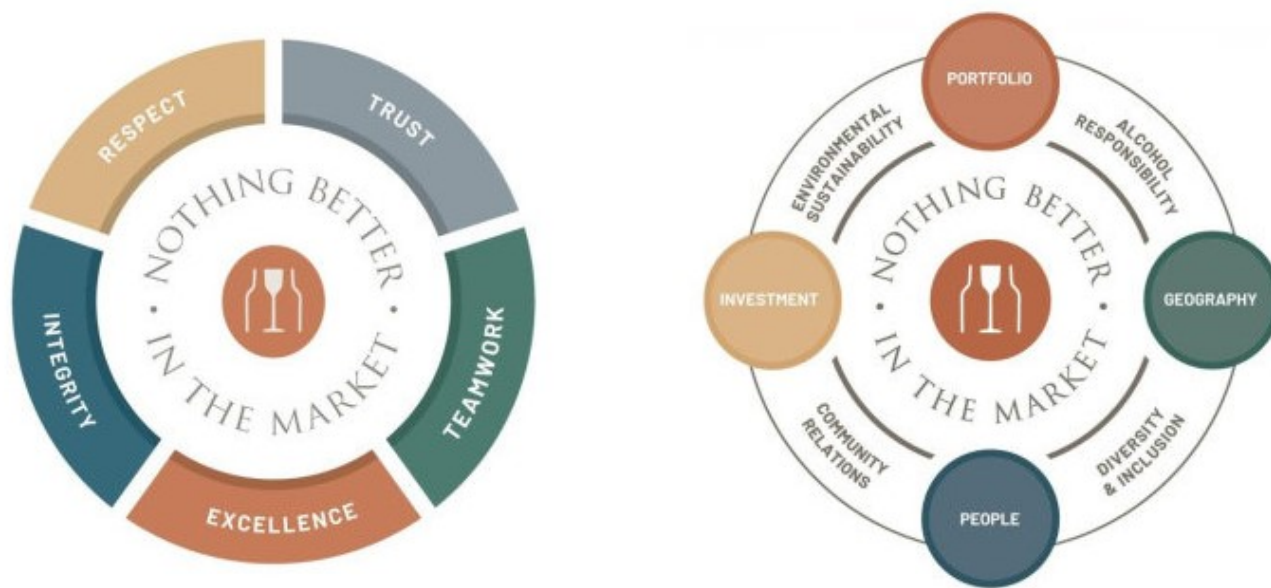 RESPECT
TRUST
TEAMWORK
EXCELLENCE
INTEGRITY
NOTHING BETTER
IN THE MARKET
PORTFOLIO
ALCOHOL
RESPONSIBILITY
GEOGRAPHY
DIVERSITY
& INCLUSION
PEOPLE
COMMUNITY
RELATIONS
INVESTMENT
ENVIRONMENTAL
SUSTAINABILITY
• NOTHING BETTER •
IN THE MARKET